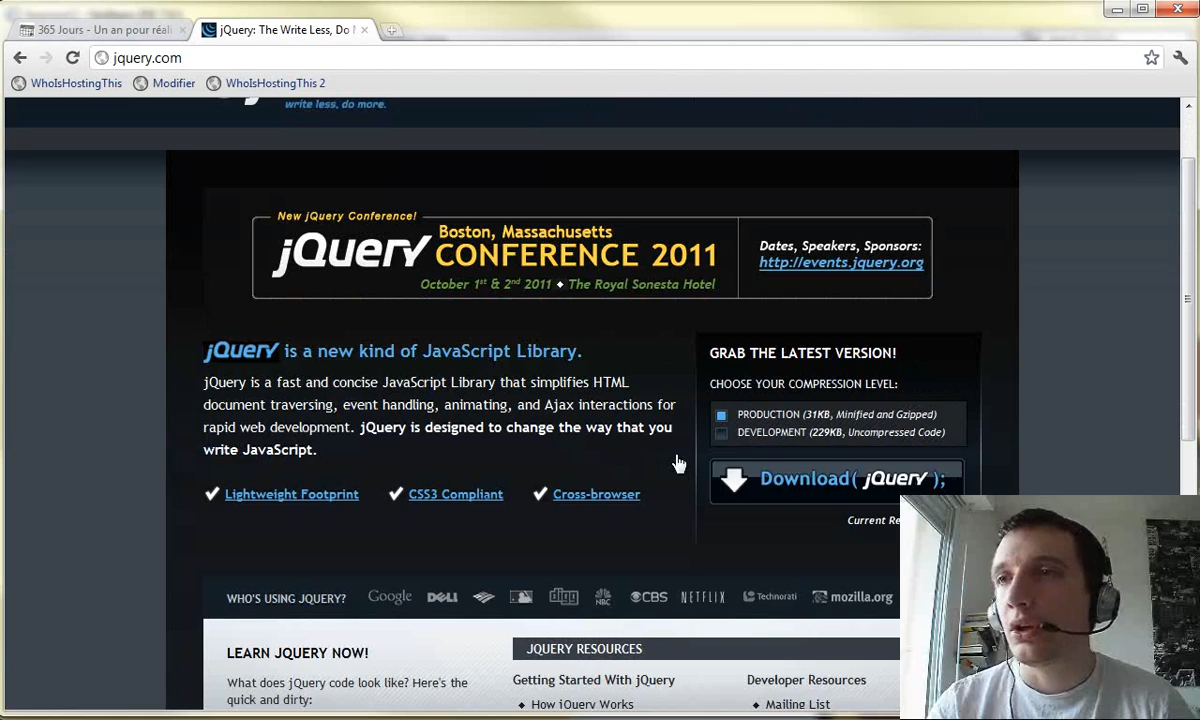 365 Jours - Un an pour réali
jQuery: The Write Less, Do M
jquery.com
WhoIsHostingThis
Modifier
WhoIsHostingThis 2
write less, do more.
New jQuery Conference!
jQuery
Boston, Massachusetts
CONFERENCE 2011
October 1st & 2nd 2011 ◆ The Royal Sonesta Hotel
Dates, Speakers, Sponsors:
http://events.jquery.org
jQuery is a new kind of JavaScript Library.
jQuery is a fast and concise JavaScript Library that simplifies HTML
document traversing, event handling, animating, and Ajax interactions for
rapid web development. jQuery is designed to change the way that you
write JavaScript.
Lightweight Footprint
CSS3 Compliant
Cross-browser
GRAB THE LATEST VERSION!
CHOOSE YOUR COMPRESSION LEVEL:
PRODUCTION (31KB, Minified and Gzipped)
DEVELOPMENT (229KB, Uncompressed Code)
Download( jQuery );
Current Re
WHO'S USING JQUERY?
Google
DELL
digg
NBC
CBS
NETFLIX
Technorati
mozilla.org
LEARN JQUERY NOW!
What does jQuery code look like? Here's the
quick and dirty:
JQUERY RESOURCES
Getting Started With jQuery
How jQuery Works
Developer Resources
Mailing List